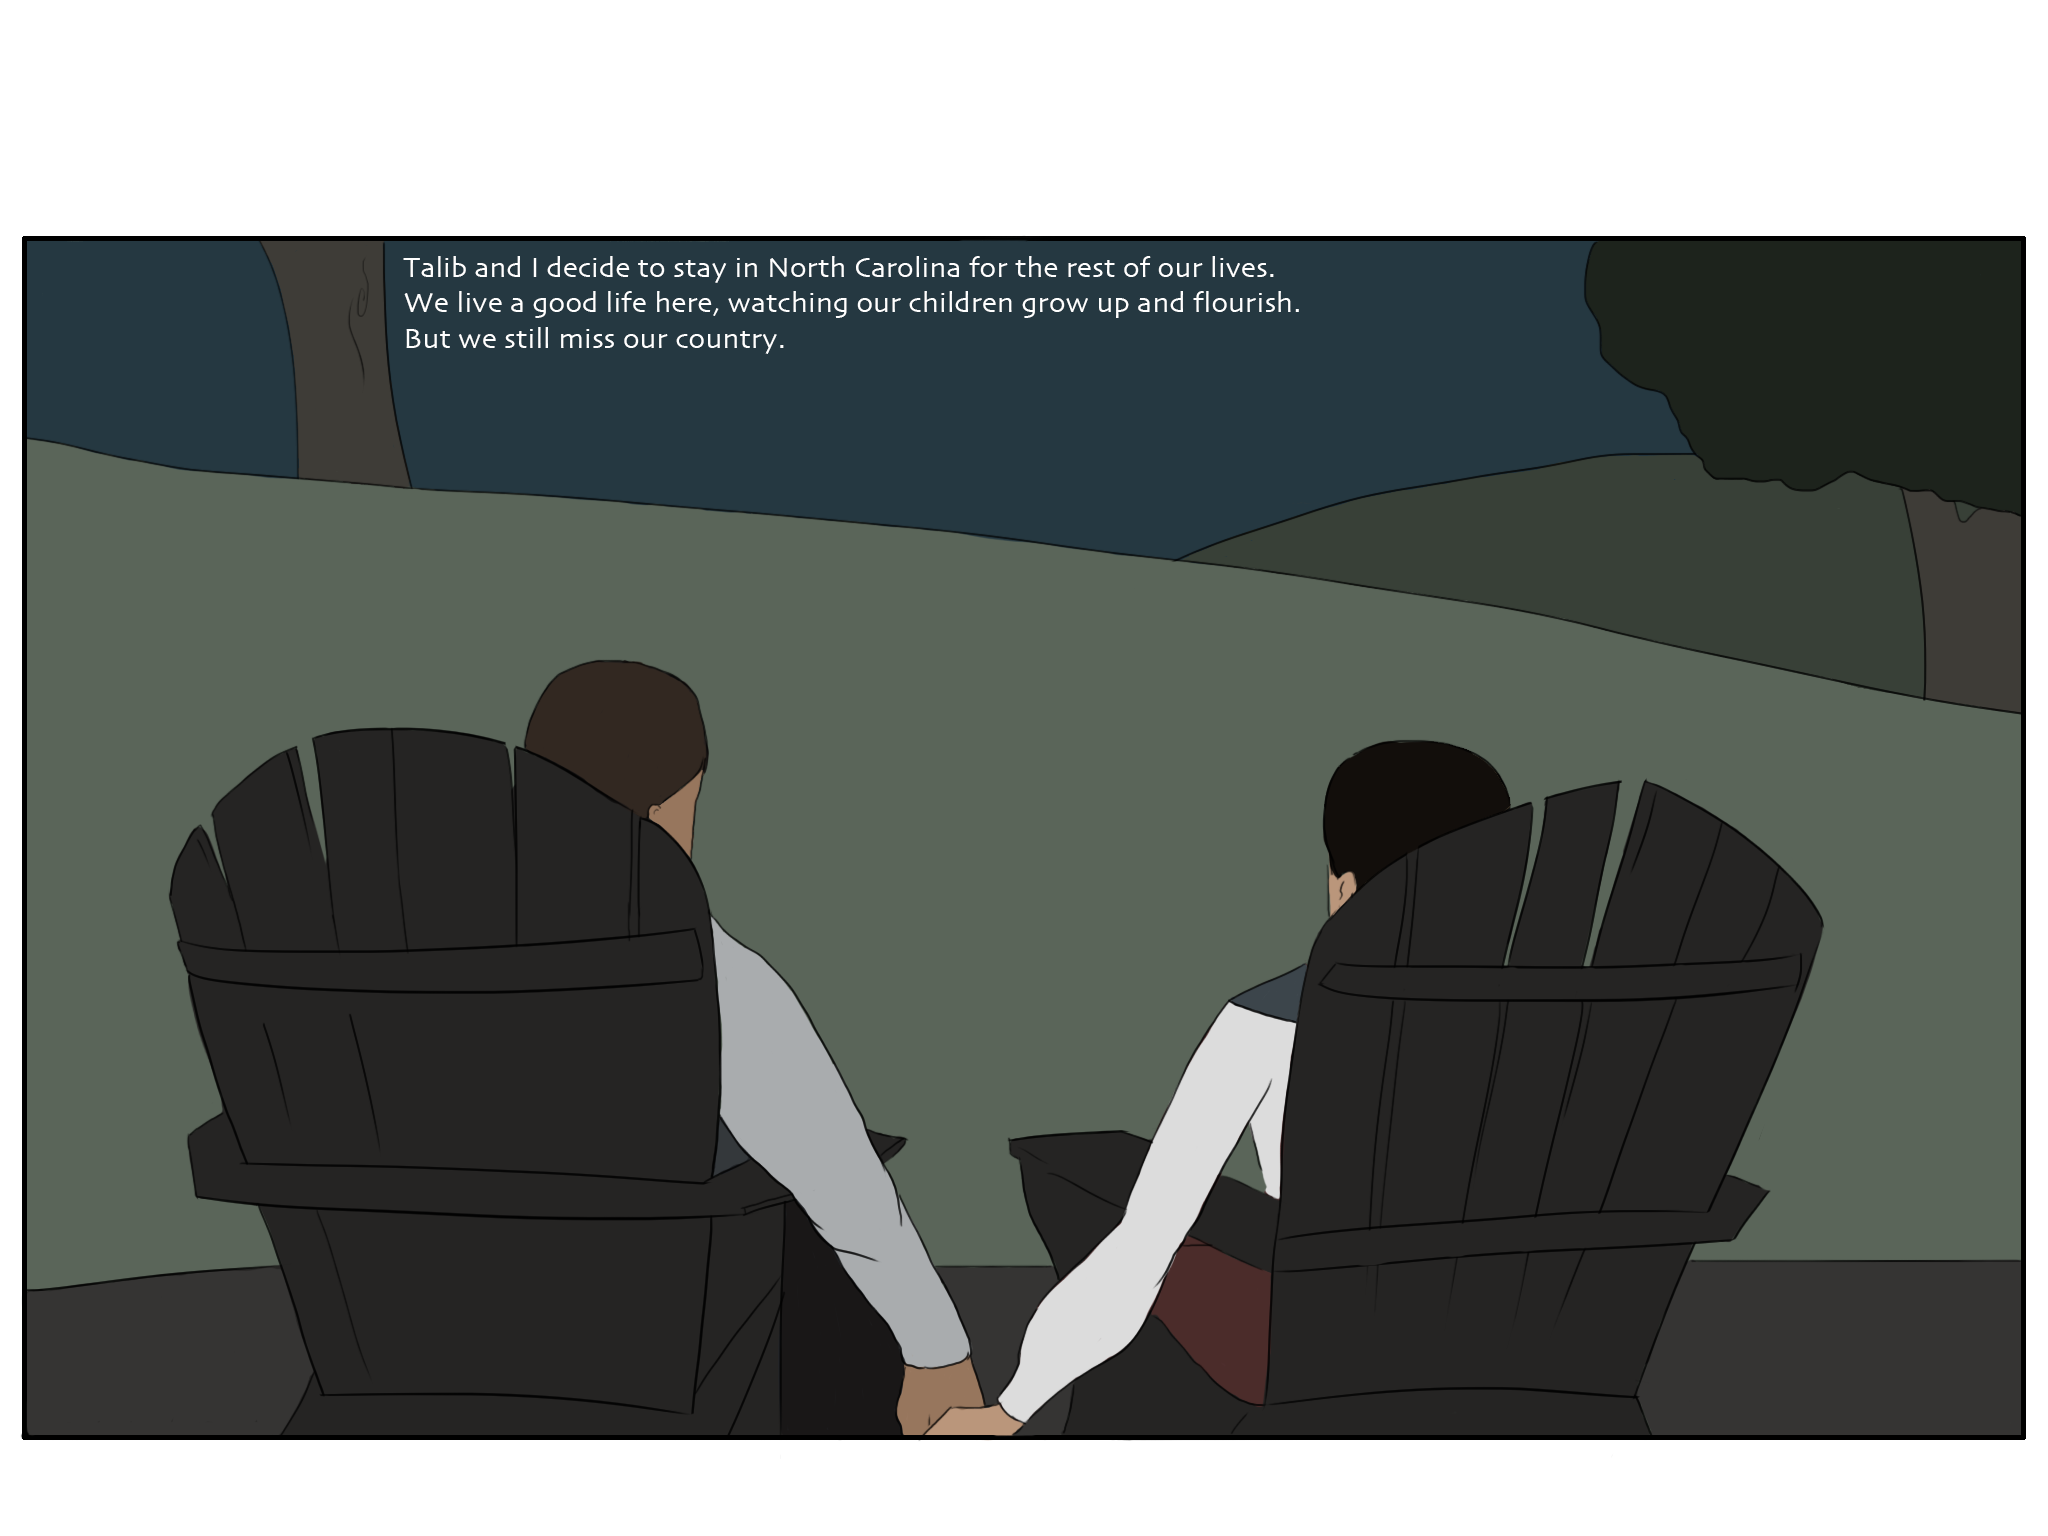 Talib and I decide to stay in North Carolina for the rest of our lives.
We live a good life here, watching our children grow up and flourish.
But we still miss our country.